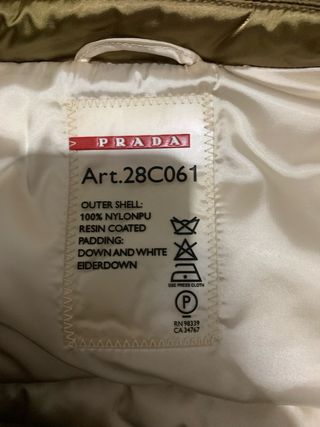 PRADA
Art.28C061
OUTER SHELL:
100% NYLONPU
RESIN COATED
PADDING:
DOWN AND WHITE
EIDERDOWN
USE PRESS CLOTH
P
RN 98339
CA 34767